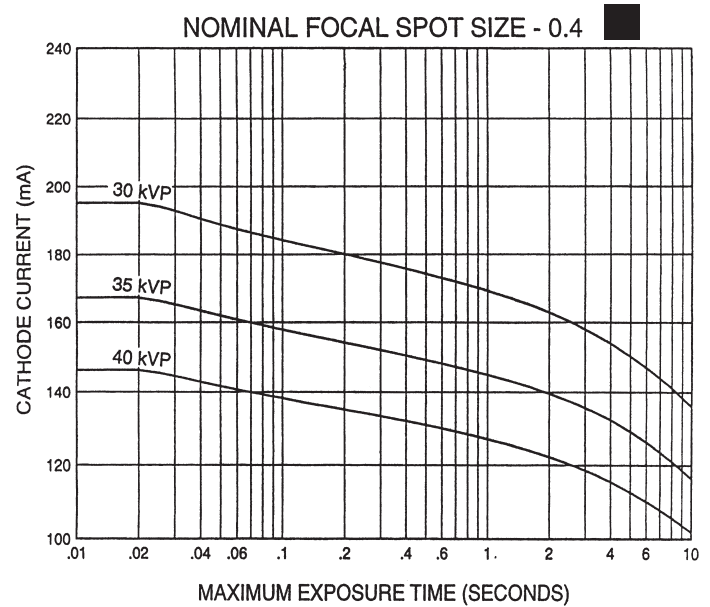 NOMINAL FOCAL SPOT SIZE - 0.4
240
220
200
180
160
140
120
100
CATHODE CURRENT (mA)
30 kVP
35 kVP
40 kVP
.01 .02 .04 .06 .1 .2 .4 .6 1. 2 4 6 10
MAXIMUM EXPOSURE TIME (SECONDS)